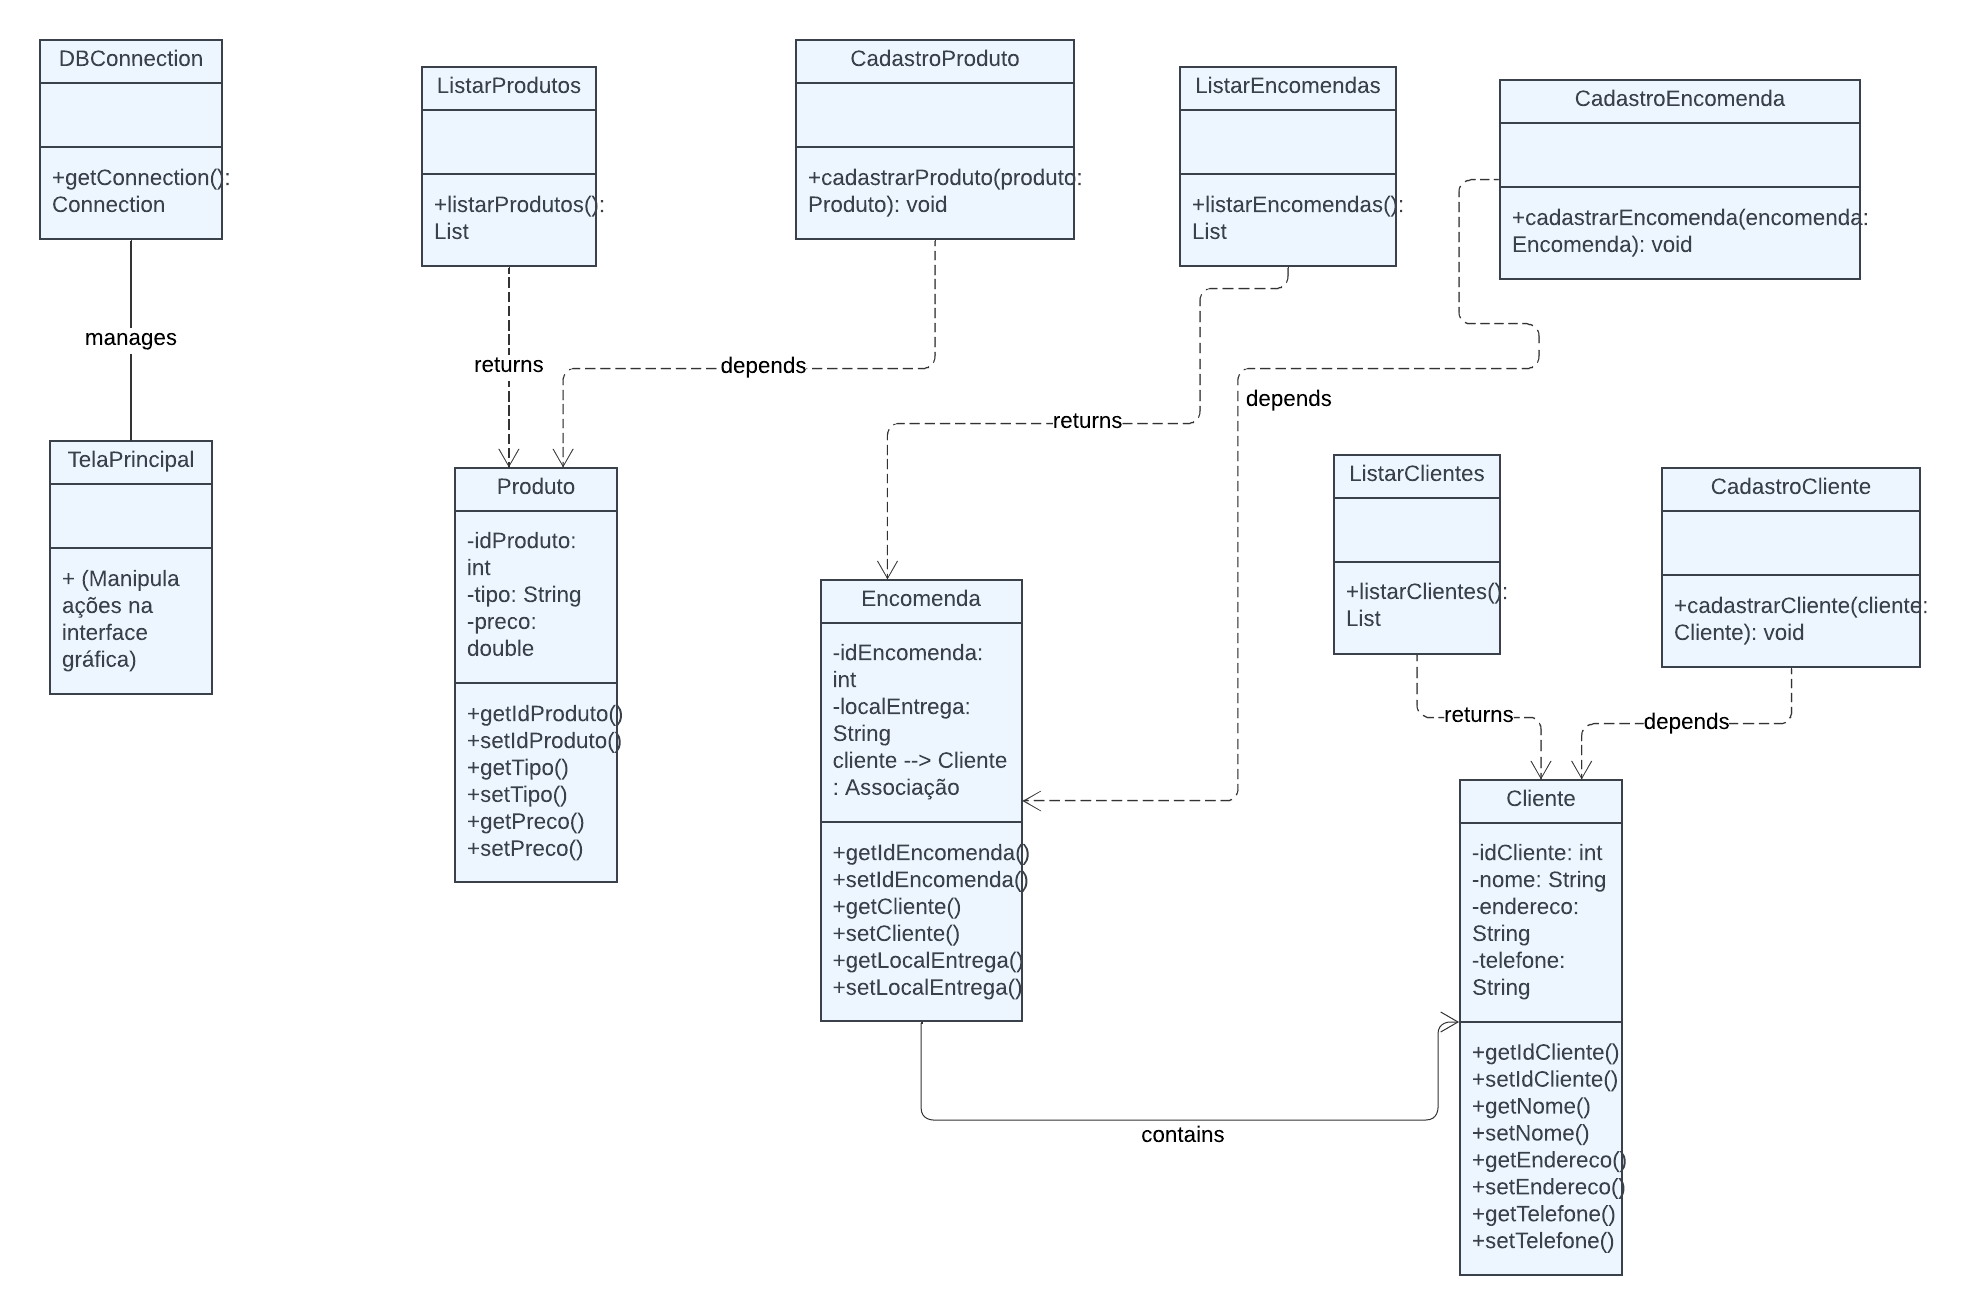 DBConnection
+getConnection():
Connection
manages
TelaPrincipal
+ (Manipula
ações na
interface
gráfica)
ListarProdutos
+listarProdutos():
List
returns
CadastroProduto
+cadastrarProduto(produto:
Produto): void
depends
Produto
-idProduto:
int
-tipo: String
-preco:
double
+getIdProduto()
+setIdProduto()
+getTipo()
+setTipo()
+getPreco()
+setPreco()
ListarEncomendas
+listarEncomendas():
List
returns
CadastroEncomenda
+cadastrarEncomenda(encomenda:
Encomenda): void
depends
Encomenda
-idEncomenda:
int
-localEntrega:
String
cliente --> Cliente
: Associação
+getIdEncomenda()
+setIdEncomenda()
+getCliente()
+setCliente()
+getLocalEntrega()
+setLocalEntrega()
contains
ListarClientes
+listarClientes():
List
returns
CadastroCliente
+cadastrarCliente(cliente:
Cliente): void
depends
Cliente
-idCliente: int
-nome: String
-endereco:
String
-telefone:
String
+getIdCliente()
+setIdCliente()
+getNome()
+setNome()
+getEndereco()
+setEndereco()
+getTelefone()
+setTelefone()